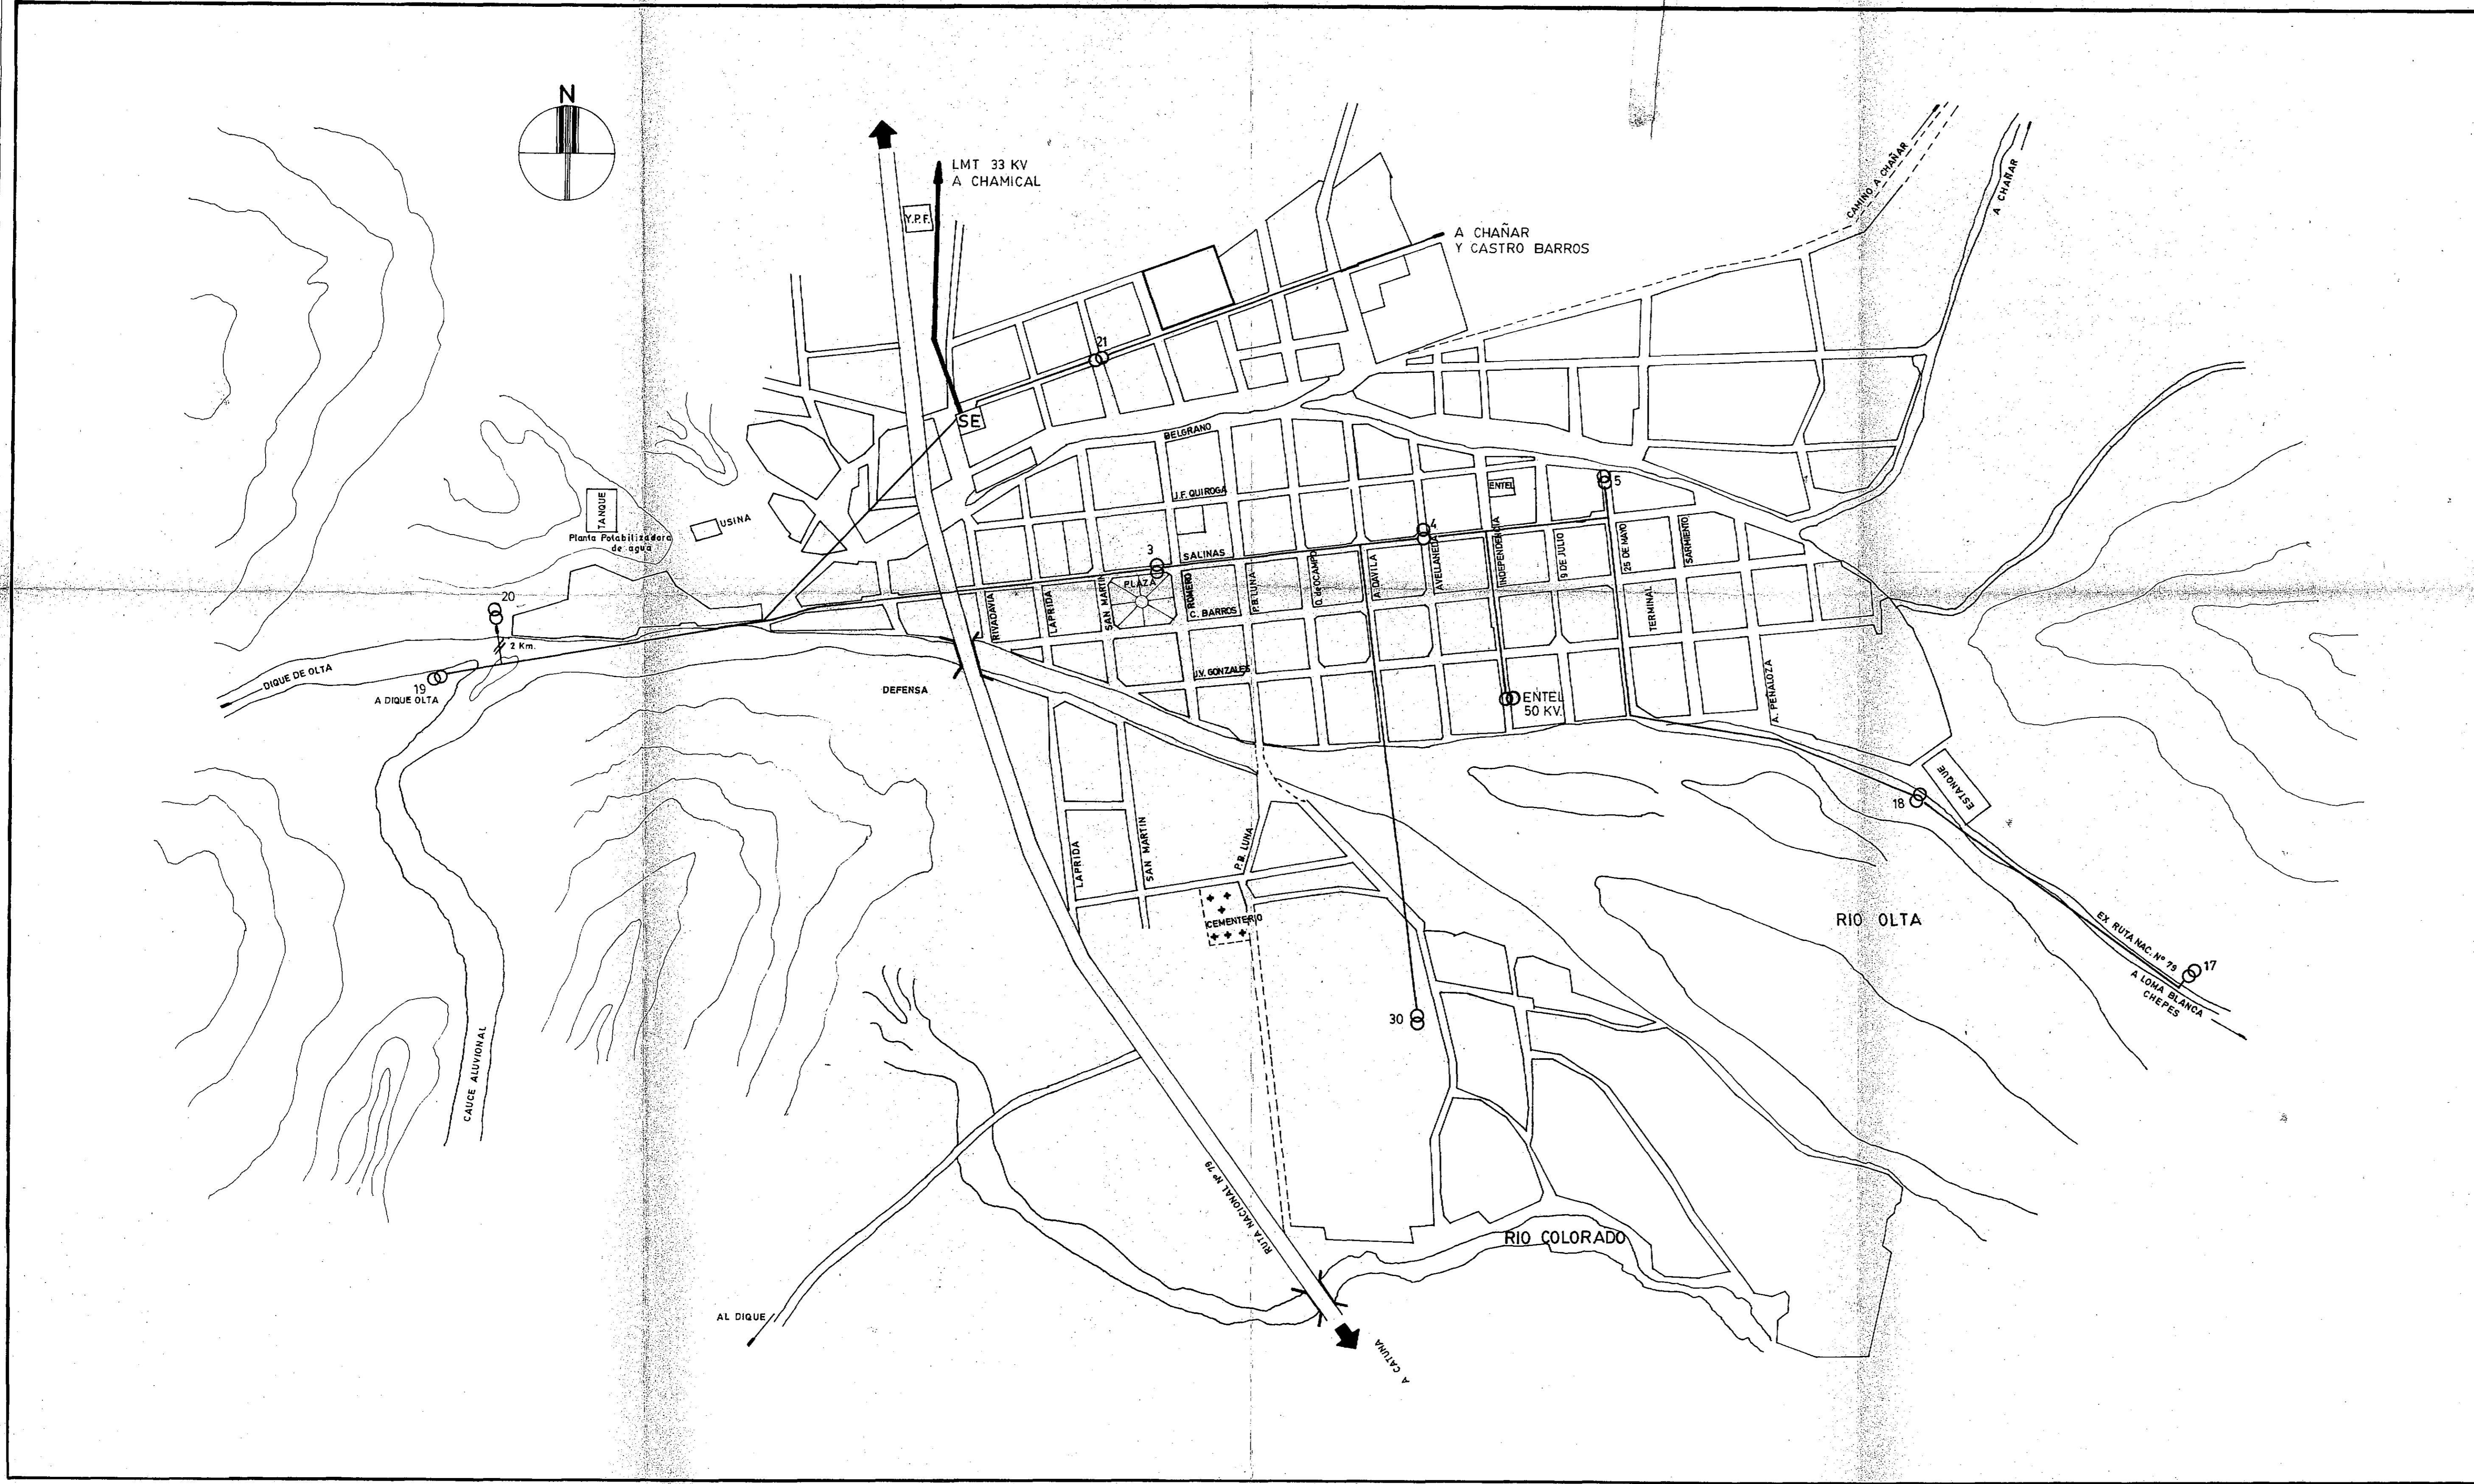 N
LMT 33 KV
A CHAMICAL
Y.P.F.
A CHAÑAR
Y CASTRO BARROS
CAMINO A CHAÑAR
A CHAÑAR
21
SE
BELGRANO
J.F. QUIROGA
ENTEL
5
TANQUE
USINA
Planta Potabilizadora
de agua
3
SALINAS
4
PLAZA
RIVADAVIA
LAPRIDA
SAN MARTIN
C. ROMERO
C. BARROS
P.B. LUNA
O. de OCAMPO
A. DAVILA
AVELLANEDA
INDEPENDENCIA
9 DE JULIO
25 DE MAYO
SARMIENTO
TERMINAL
A. PEÑALOZA
20
2 Km.
DIQUE DE OLTA
19
A DIQUE OLTA
DEFENSA
J.V. GONZALES
ENTEL
50 KV.
ESTANQUE
18
LAPRIDA
SAN MARTIN
P.B. LUNA
CEMENTERIO
RIO OLTA
EX RUTA NAC. Nº 79
17
A LOMA BLANCA
CHEPES
30
CAUCE ALUVIONAL
RUTA NACIONAL Nº 79
RIO COLORADO
AL DIQUE
A CATUNA